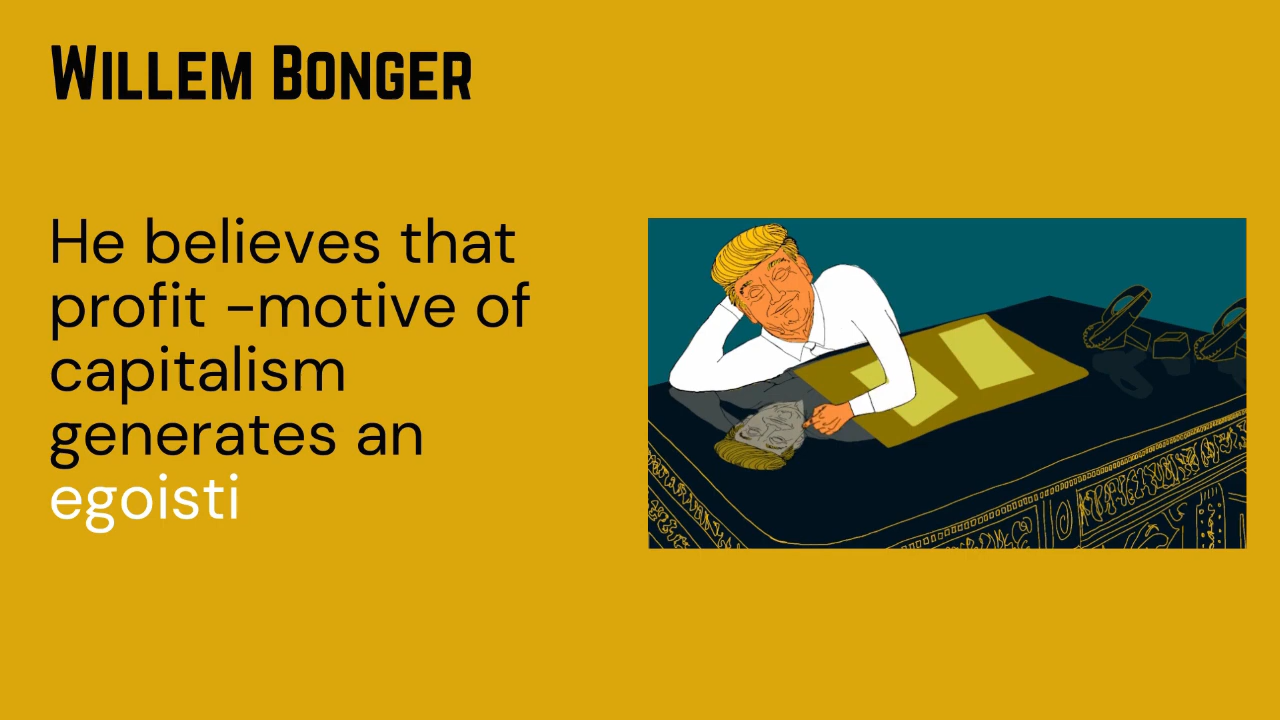 Willem Bonger
He believes that
profit -motive of
capitalism
generates an
egoisti